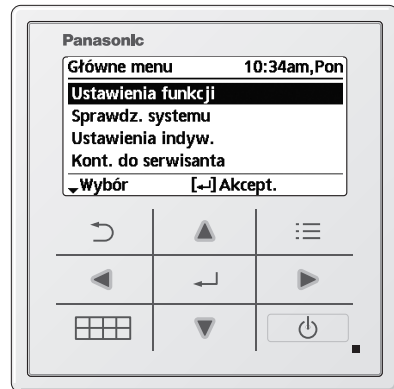 Panasonic
Główne menu 10:34am,Pon
Ustawienia funkcji
Sprawdz. systemu
Ustawienia indyw.
Kont. do serwisanta
Wybór [↵] Akcept.